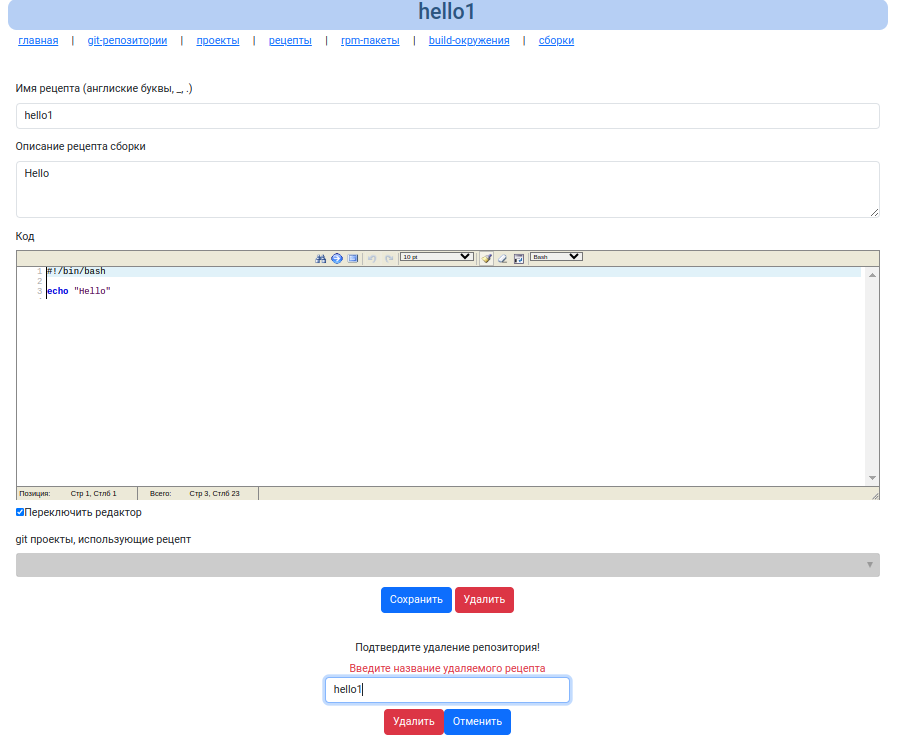 hello1
главная | git-репозитории | проекты | рецепты | rpm-пакеты | build-окружения | сборки
Имя рецепта (англиские буквы, _, .)
hello1
Описание рецепта сборки
Hello
Код
10 pt Bash
1 #!/bin/bash
2
3 echo "Hello"
Позиция: Стр 1, Стлб 1 Всего: Стр 3, Стлб 23
Переключить редактор
git проекты, использующие рецепт
Сохранить Удалить
Подтвердите удаление репозитория!
Введите название удаляемого рецепта
hello1
Удалить Отменить